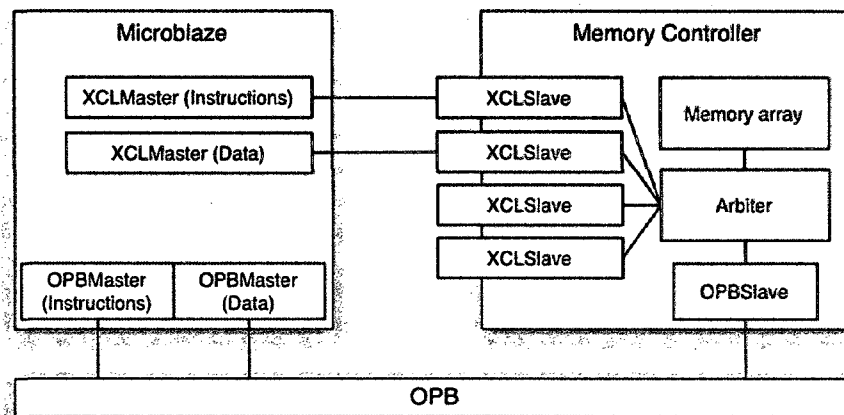 Microblaze
XCLMaster (Instructions)
XCLMaster (Data)
OPBMaster
(Instructions)
OPBMaster
(Data)
Memory Controller
XCLSlave
XCLSlave
XCLSlave
XCLSlave
Memory array
Arbiter
OPBSlave
OPB